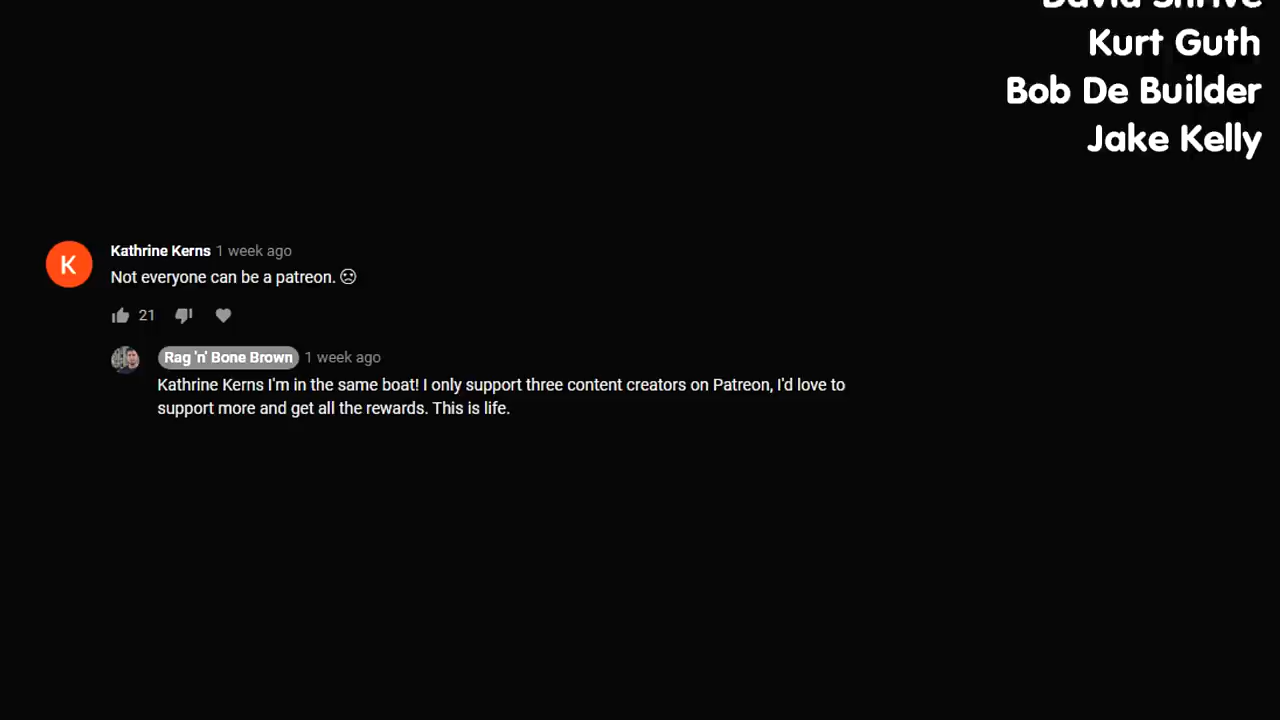 David Shrive
Kurt Guth
Bob De Builder
Jake Kelly
K
Kathrine Kerns 1 week ago
Not everyone can be a patreon. ☹
21
Rag 'n' Bone Brown 1 week ago
Kathrine Kerns I'm in the same boat! I only support three content creators on Patreon, I'd love to
support more and get all the rewards. This is life.